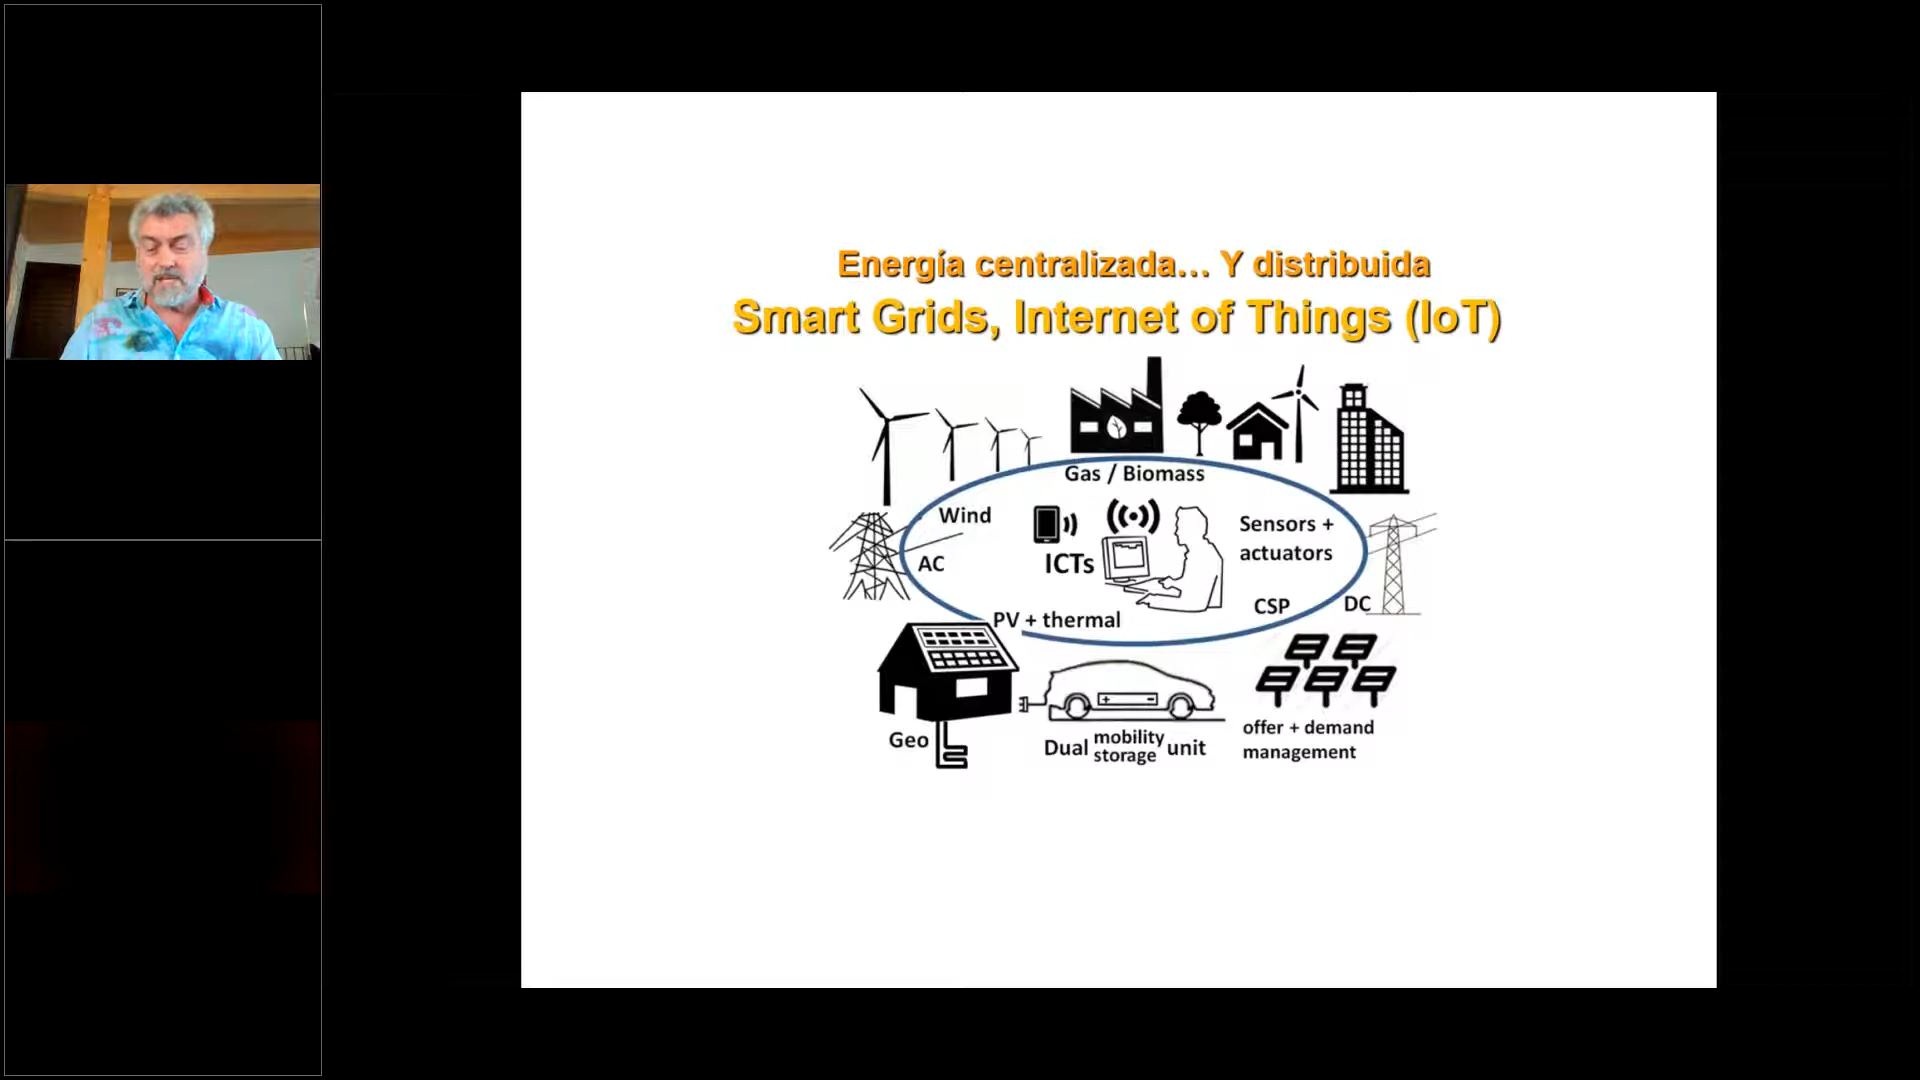 Energía centralizada... Y distribuida
Smart Grids, Internet of Things (IoT)
Gas / Biomass
Wind
Sensors +
actuators
AC
ICTs
CSP
DC
PV + thermal
Geo
Dual mobility storage unit
offer + demand
management